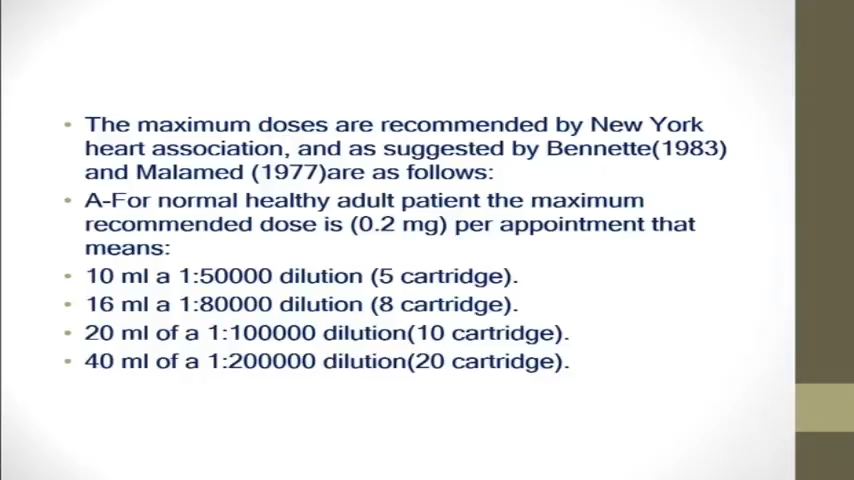 • The maximum doses are recommended by New York
heart association, and as suggested by Bennette(1983)
and Malamed (1977)are as follows:
• A-For normal healthy adult patient the maximum
recommended dose is (0.2 mg) per appointment that
means:
• 10 ml a 1:50000 dilution (5 cartridge).
• 16 ml a 1:80000 dilution (8 cartridge).
• 20 ml of a 1:100000 dilution(10 cartridge).
• 40 ml of a 1:200000 dilution(20 cartridge).